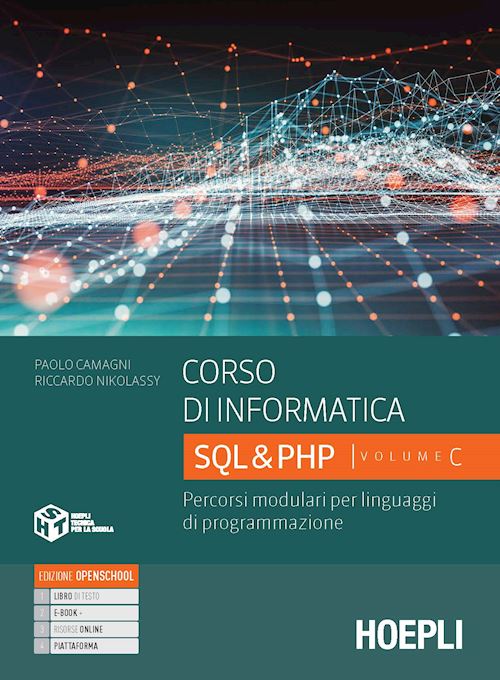 PAOLO CAMAGNI
RICCARDO NIKOLASSY
CORSO
DI INFORMATICA
SQL & PHP | VOLUME C
Percorsi modulari per linguaggi
di programmazione
HST
HOEPLI
TECNICA
PER LA SCUOLA
EDIZIONE OPENSCHOOL
1 LIBRO DI TESTO
2 E-BOOK +
3 RISORSE ONLINE
4 PIATTAFORMA
HOEPLI